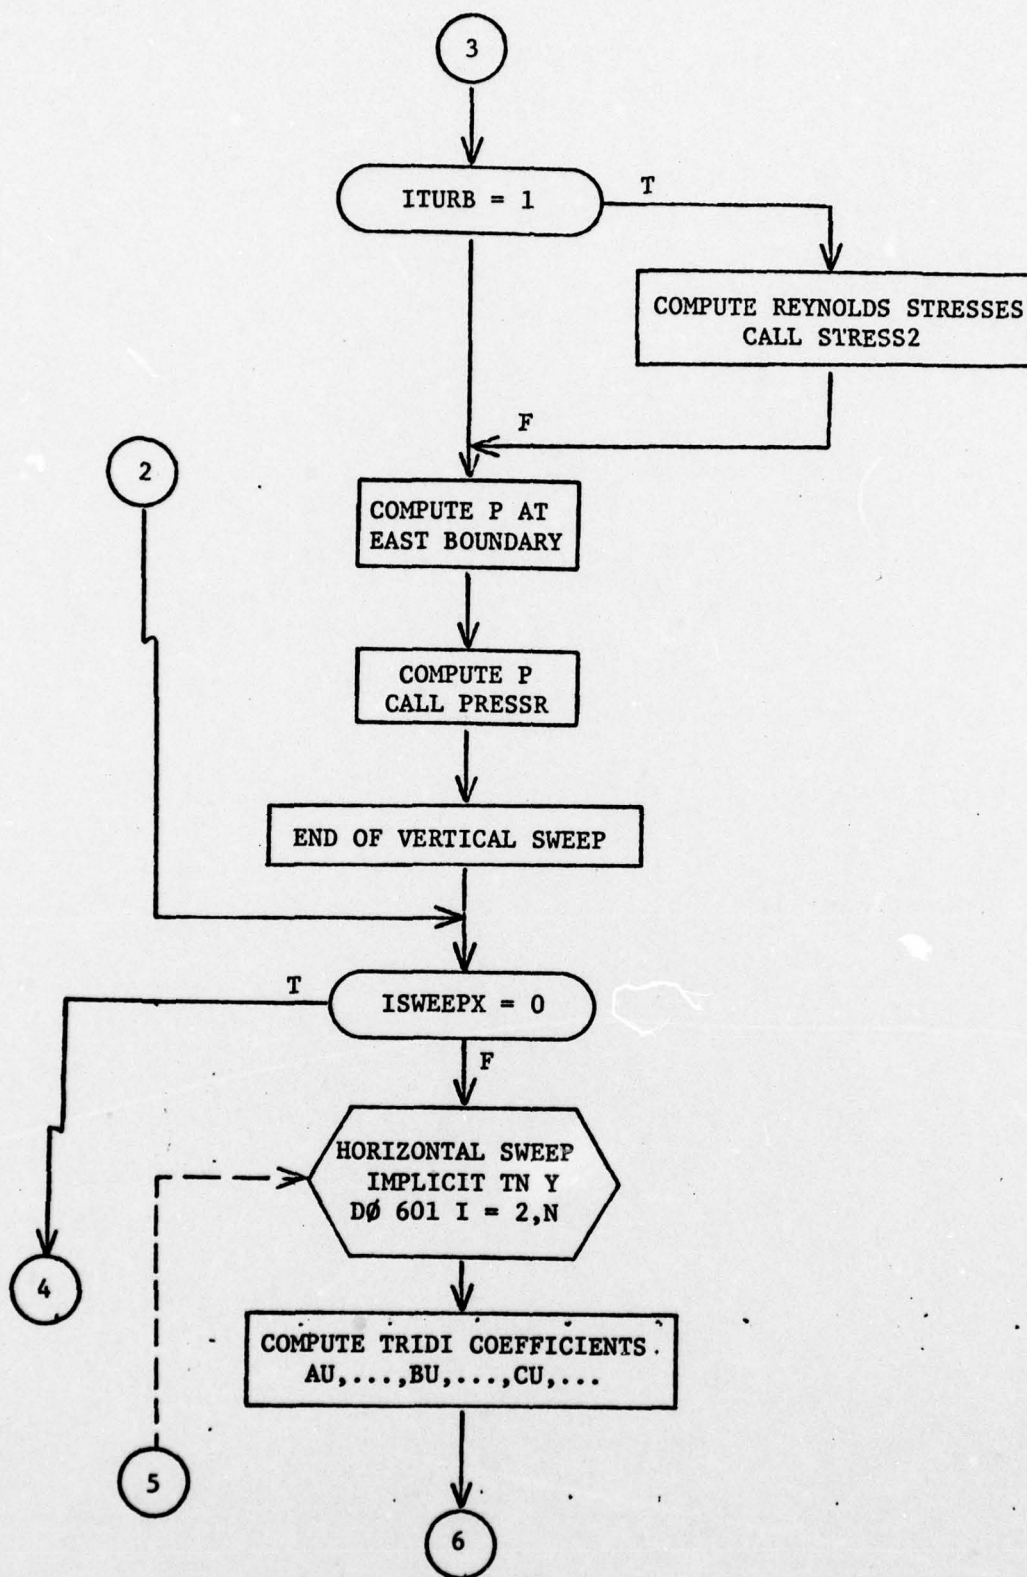 3
ITURB = 1
T
COMPUTE REYNOLDS STRESSES
CALL STRESS2
F
2
COMPUTE P AT
EAST BOUNDARY
COMPUTE P
CALL PRESSR
END OF VERTICAL SWEEP
T
ISWEEPX = 0
F
HORIZONTAL SWEEP
IMPLICIT TN Y
DØ 601 I = 2,N
4
COMPUTE TRIDI COEFFICIENTS
AU,...,BU,...,CU,...
5
6